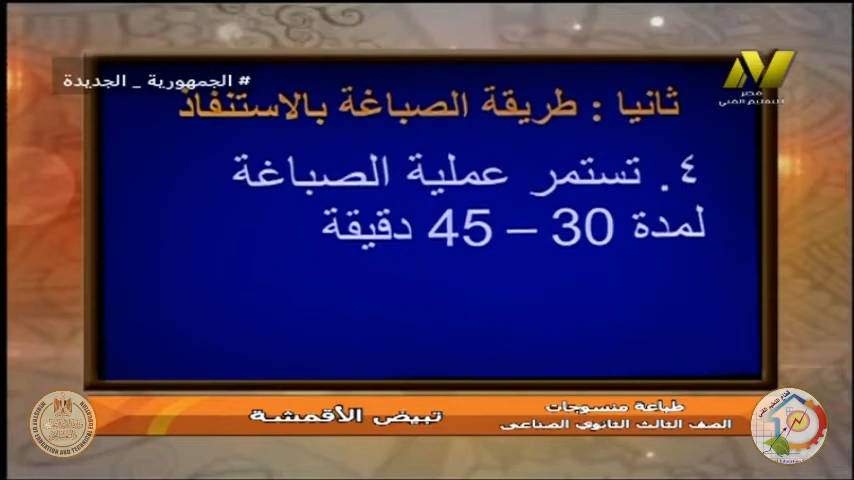 # الجمهورية _ الجديدة
مصر
للتعليم الفني
ثانيا : طريقة الصباغة بالاستنفاذ
٤. تستمر عملية الصباغة
لمدة 30 – 45 دقيقة
طباعة منسوجات
الصف الثالث الثانوي الصناعى
تبيض الأقمشة